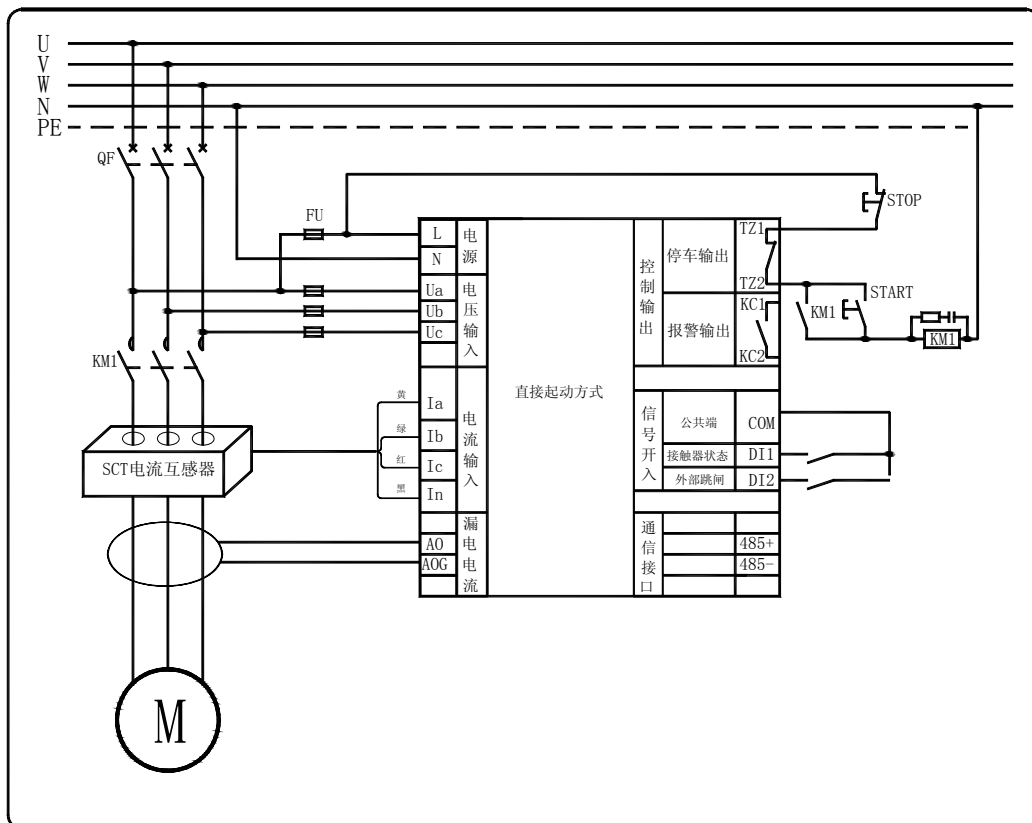 U
V
W
N
PE
QF
FU
STOP
L
N
电源
Ua
Ub
Uc
电压输入
KM1
黄
绿
红
黑
Ia
Ib
Ic
In
电流输入
SCT电流互感器
AO
AOG
漏电电流
M
直接起动方式
控制输出
停车输出
报警输出
TZ1
TZ2
KC1
KC2
KM1
START
KM1
信号开入
公共端
COM
接触器状态
DI1
外部跳闸
DI2
通信接口
485+
485-